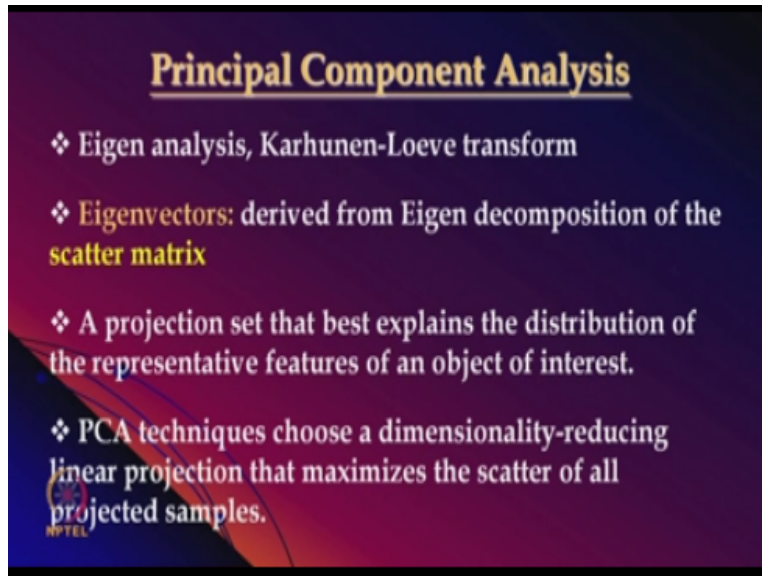 Principal Component Analysis
❖ Eigen analysis, Karhunen-Loeve transform
❖ Eigenvectors: derived from Eigen decomposition of the
scatter matrix
❖ A projection set that best explains the distribution of
the representative features of an object of interest.
❖ PCA techniques choose a dimensionality-reducing
linear projection that maximizes the scatter of all
projected samples.
NPTEL